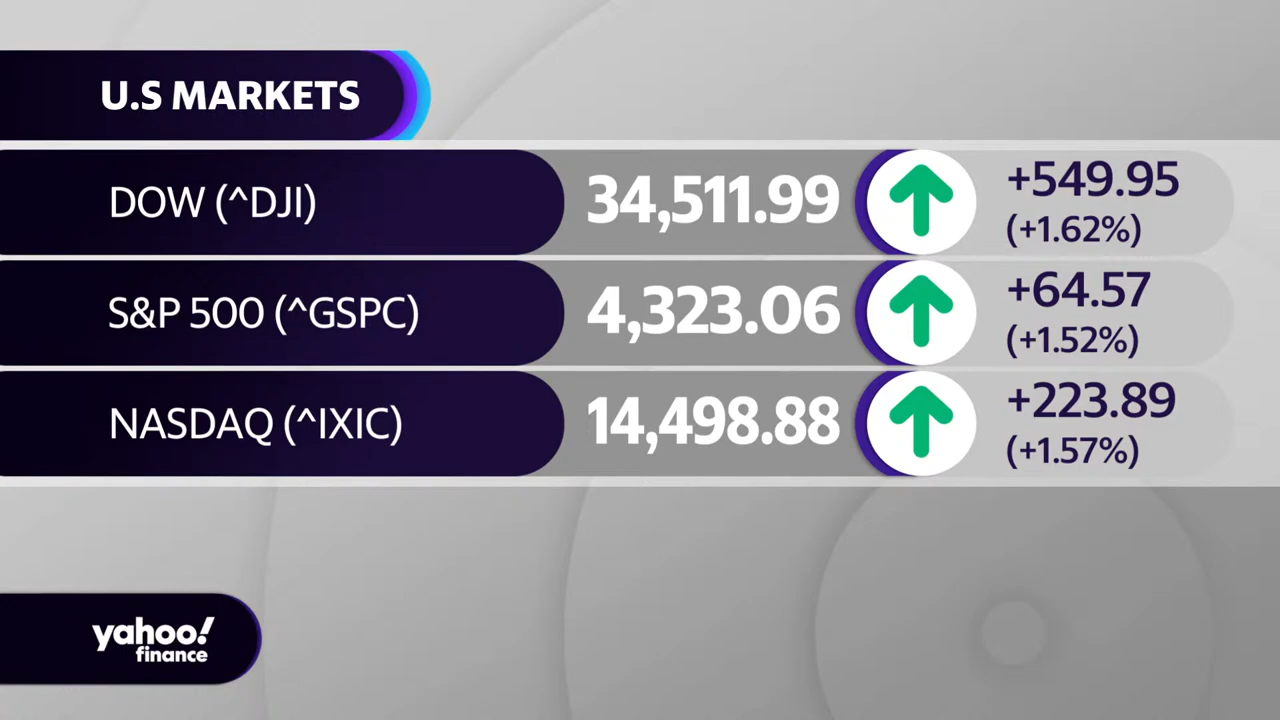 U.S MARKETS
DOW (^DJI) 34,511.99 +549.95
(+1.62%)
S&P 500 (^GSPC) 4,323.06 +64.57
(+1.52%)
NASDAQ (^IXIC) 14,498.88 +223.89
(+1.57%)
yahoo!
finance